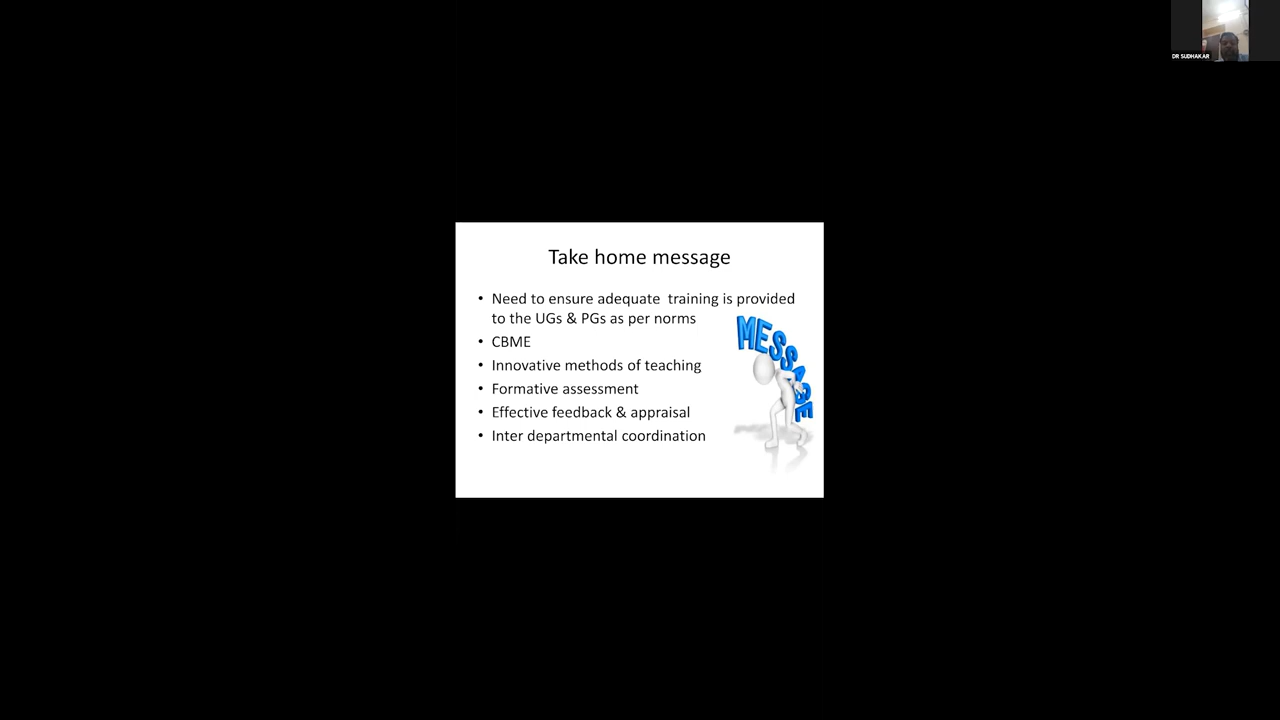 DR SUDHAKAR
Take home message
• Need to ensure adequate  training is provided
to the UGs & PGs as per norms
• CBME
• Innovative methods of teaching
• Formative assessment
• Effective feedback & appraisal
• Inter departmental coordination
MESSAGE